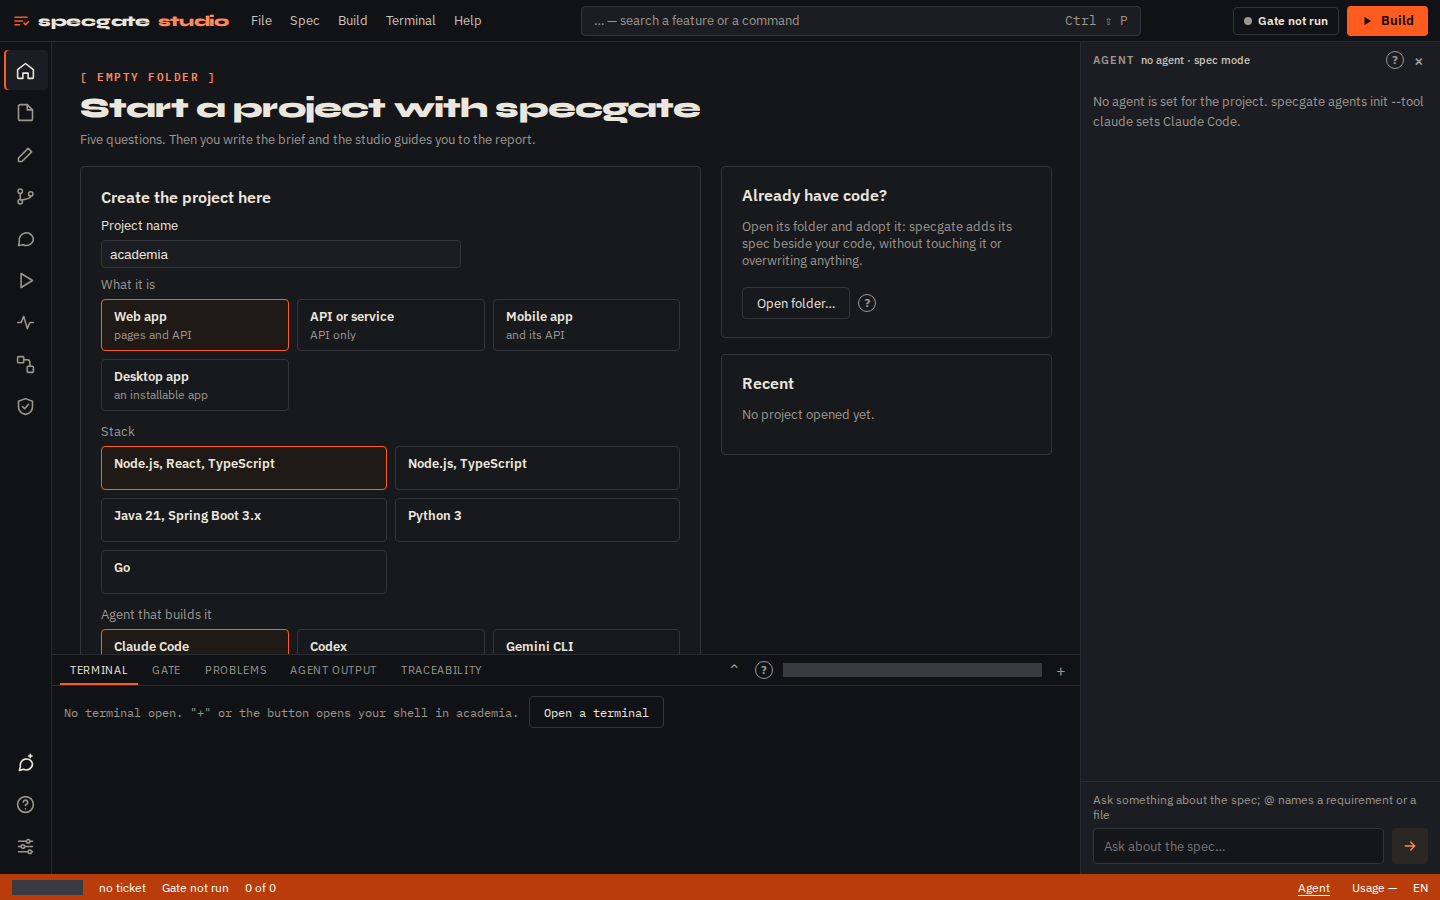 specgate studio
File Spec Build Terminal Help
... — search a feature or a command Ctrl ⇧ P
Gate not run
Build
[ EMPTY FOLDER ]
Start a project with specgate
Five questions. Then you write the brief and the studio guides you to the report.
Create the project here
Project name
academia
What it is
Web app
pages and API
API or service
API only
Mobile app
and its API
Desktop app
an installable app
Stack
Node.js, React, TypeScript
Node.js, TypeScript
Java 21, Spring Boot 3.x
Python 3
Go
Agent that builds it
Claude Code
Codex
Gemini CLI
Already have code?
Open its folder and adopt it: specgate adds its
spec beside your code, without touching it or
overwriting anything.
Open folder...
?
Recent
No project opened yet.
AGENT no agent · spec mode
? ×
No agent is set for the project. specgate agents init --tool
claude sets Claude Code.
TERMINAL GATE PROBLEMS AGENT OUTPUT TRACEABILITY
^ ? +
No terminal open. "+" or the button opens your shell in academia.
Open a terminal
Ask something about the spec; @ names a requirement or a
file
Ask about the spec...
no ticket Gate not run 0 of 0
Agent Usage — EN